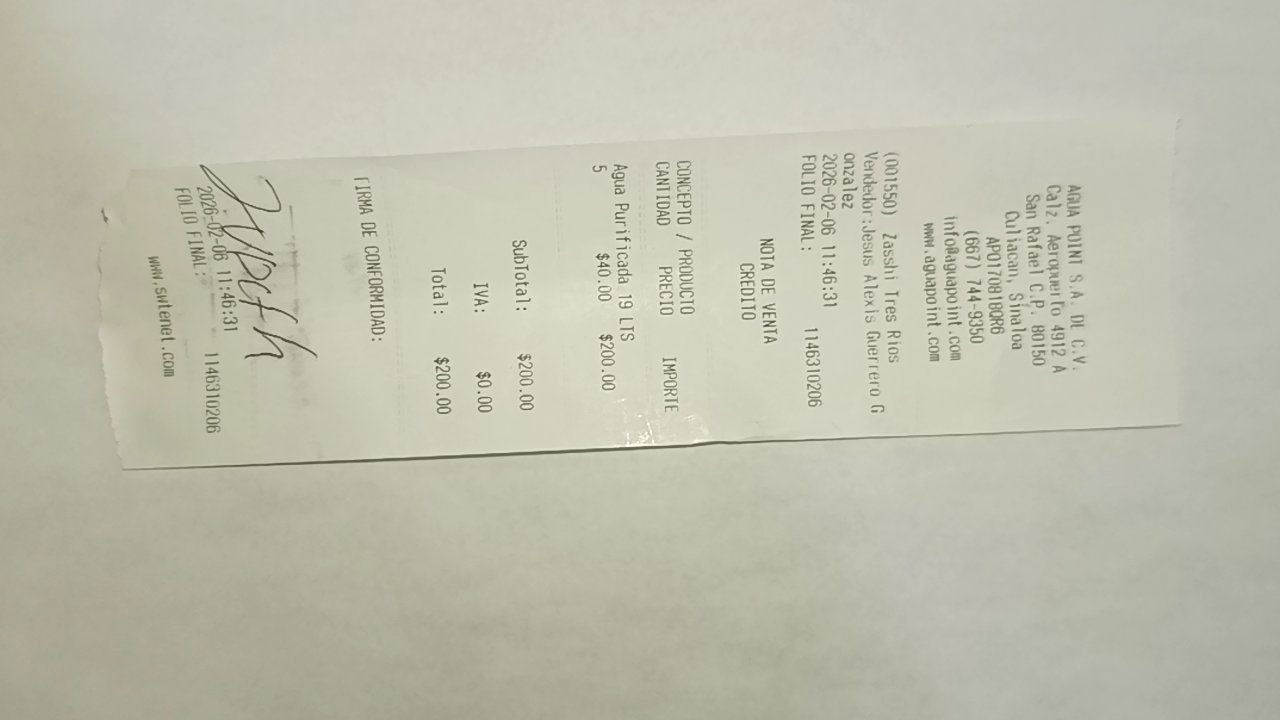 AGUA POINT S.A. DE C.V.
Calz. Aeropuerto 4912 A
San Rafael C.P. 80150
Culiacan, Sinaloa
APO170818QR6
(667) 744-9350
info@aguapoint.com
www.aguapoint.com
(001550) Zasshi Tres Rios
Vendedor:Jesus Alexis Guerrero G
onzalez
2026-02-06 11:46:31
FOLIO FINAL: 1146310206
NOTA DE VENTA
CREDITO
CONCEPTO / PRODUCTO
CANTIDAD PRECIO IMPORTE
Agua Purificada 19 LTS
5 $40.00 $200.00
SubTotal: $200.00
IVA: $0.00
Total: $200.00
FIRMA DE CONFORMIDAD:
2026-02-06 11:46:31
FOLIO FINAL: 1146310206
www.swtenet.com